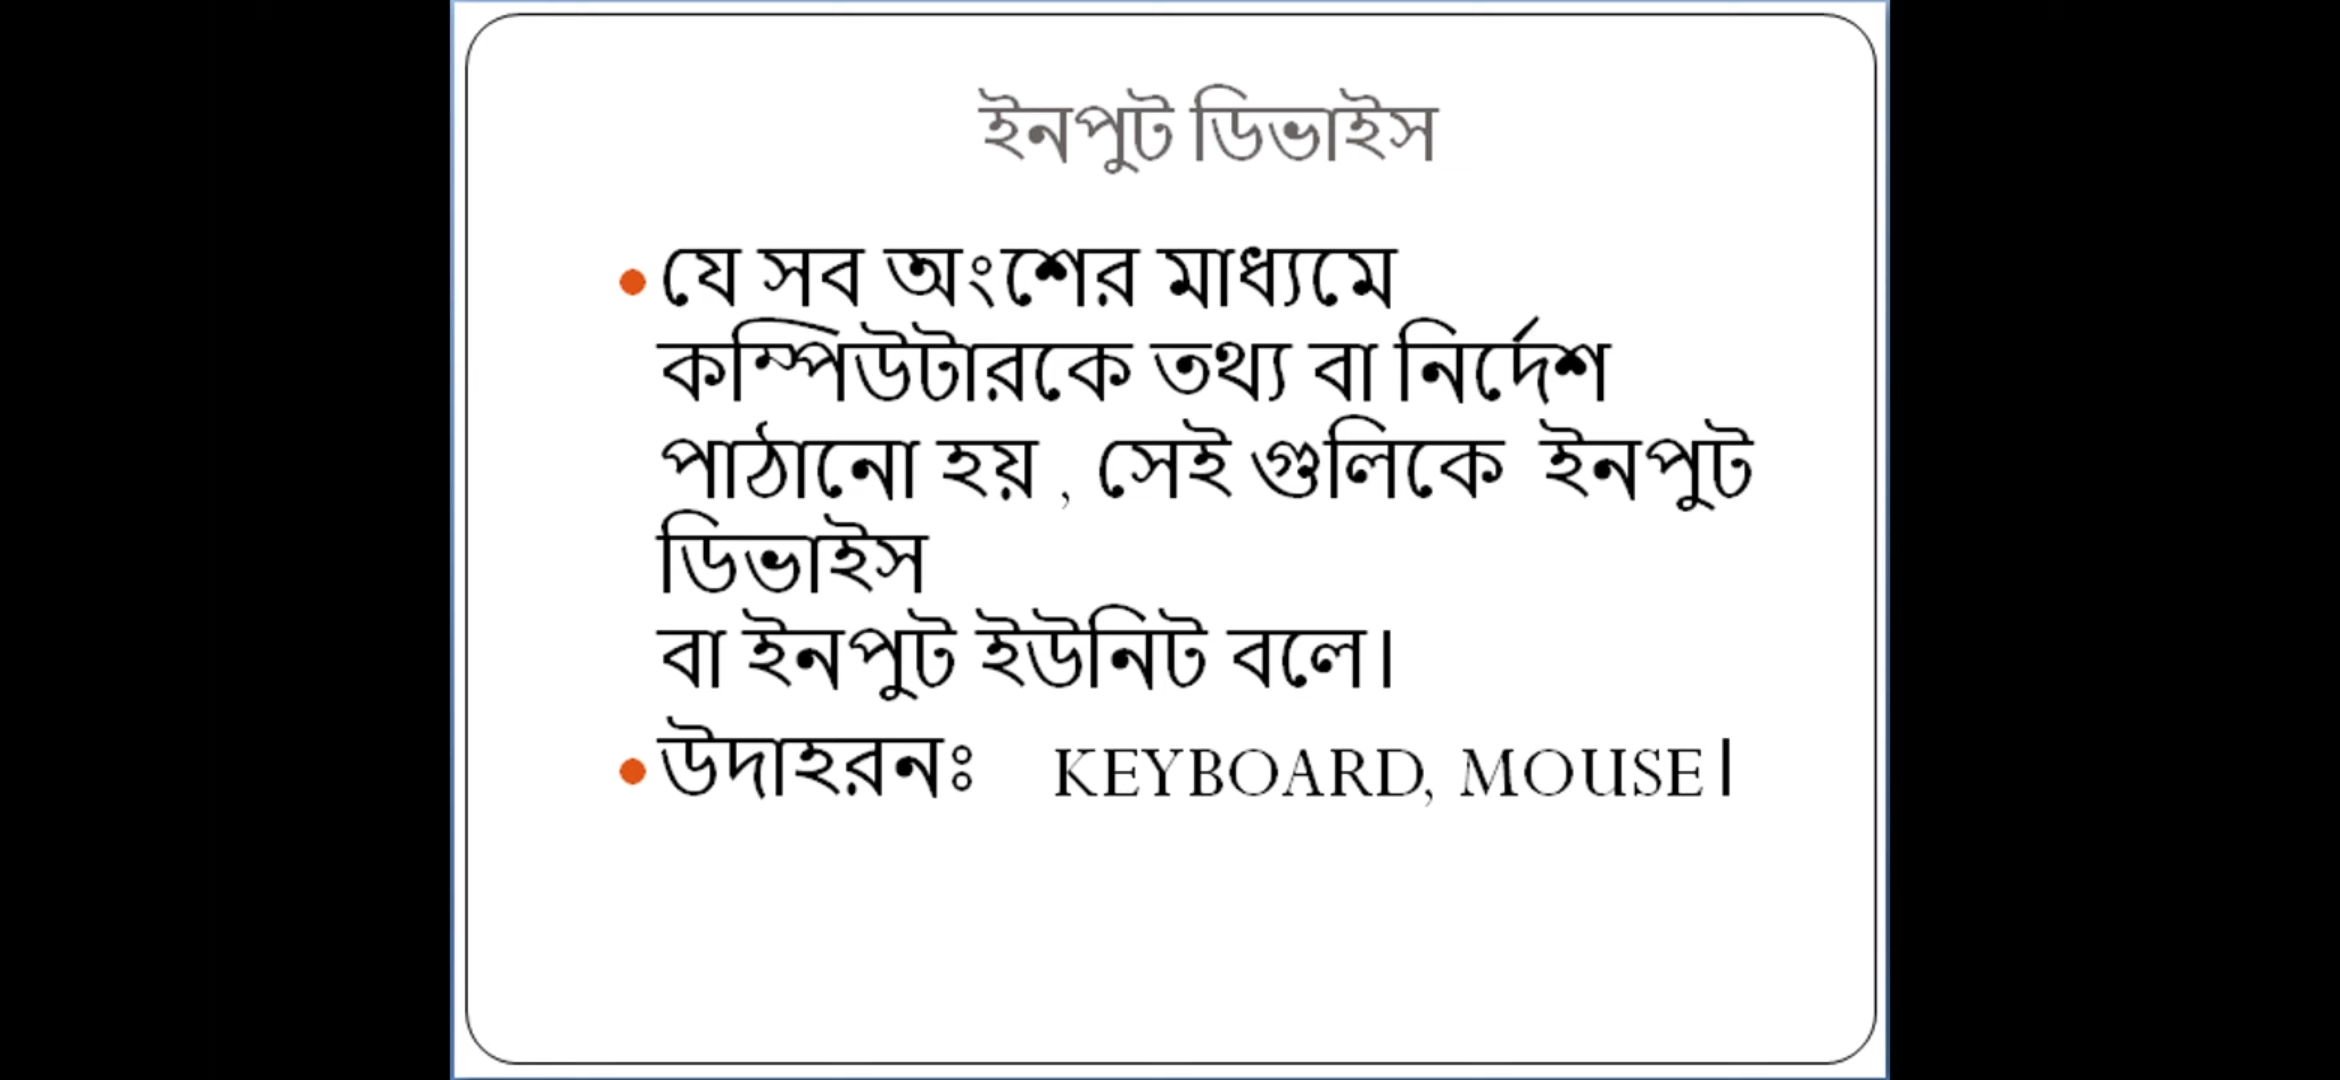 ইনপুট ডিভাইস
• যে সব অংশের মাধ্যমে
কম্পিউটারকে তথ্য বা নির্দেশ
পাঠানো হয় , সেই গুলিকে ইনপুট
ডিভাইস
বা ইনপুট ইউনিট বলে।
• উদাহরনঃ KEYBOARD, MOUSE।